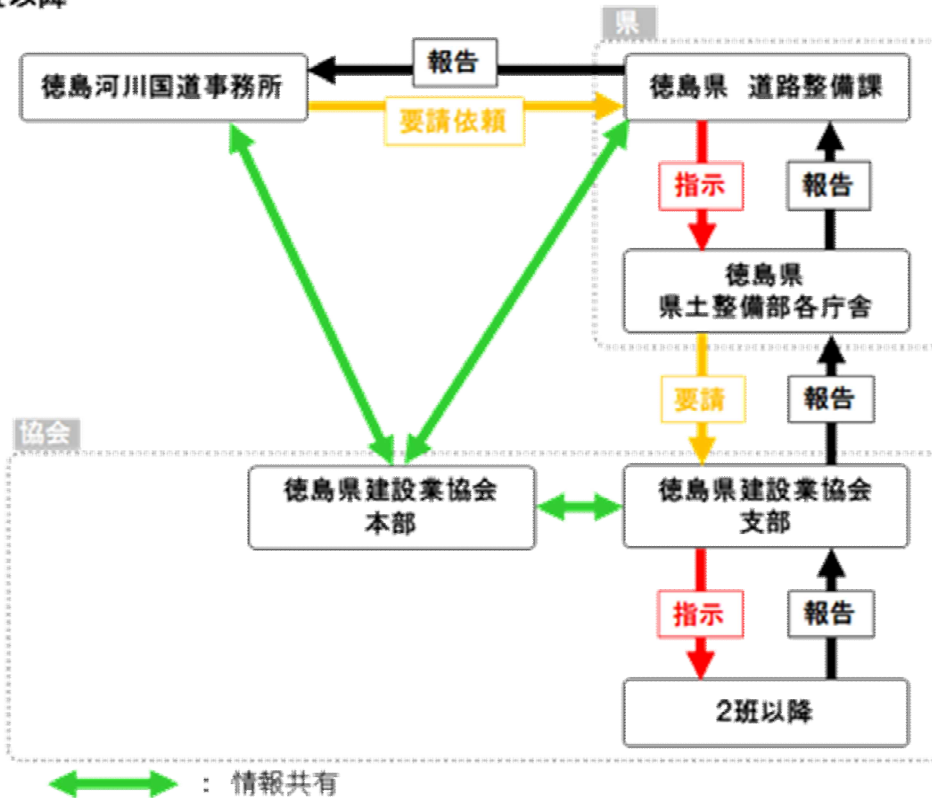 以降
県
報告
徳島河川国道事務所
徳島県 道路整備課
要請依頼
指示
報告
徳島県
県土整備部各庁舎
要請
報告
協会
徳島県建設業協会
本部
徳島県建設業協会
支部
指示
報告
2班以降
: 情報共有